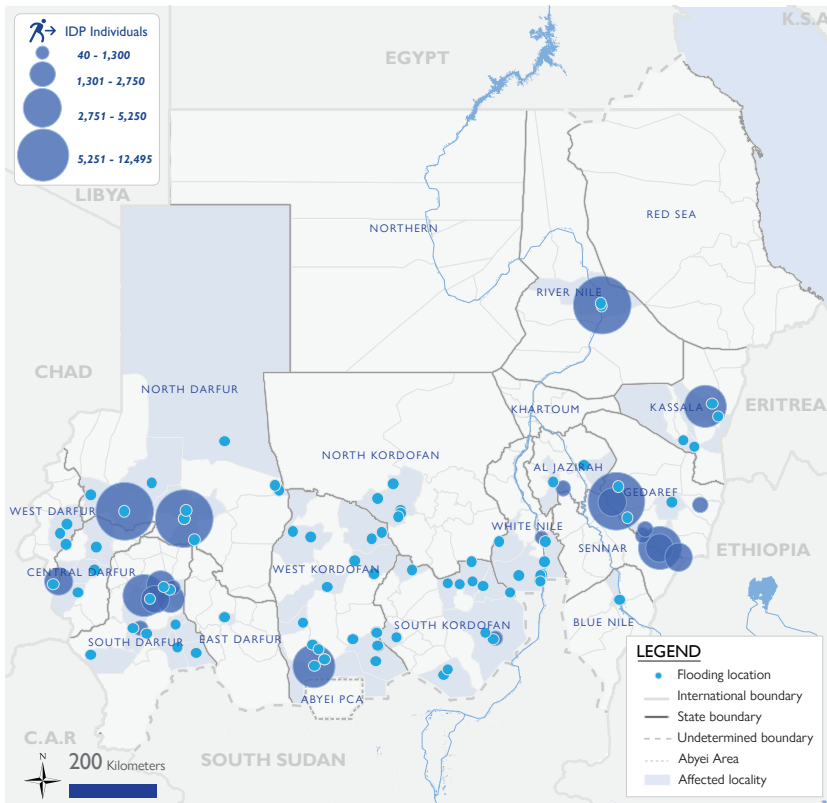 IDP Individuals
40 - 1,300
1,301 - 2,750
2,751 - 5,250
5,251 - 12,495
K.S.A
EGYPT
LIBYA
RED SEA
NORTHERN
RIVER NILE
CHAD
NORTH DARFUR
KHARTOUM
KASSALA
ERITREA
NORTH KORDOFAN
AL JAZIRAH
GEDAREF
WEST DARFUR
WHITE NILE
SENNAR
ETHIOPIA
CENTRAL DARFUR
WEST KORDOFAN
SOUTH KORDOFAN
BLUE NILE
SOUTH DARFUR
EAST DARFUR
ABYEI PCA
C.A.R
SOUTH SUDAN
N
200 Kilometers
LEGEND
Flooding location
International boundary
State boundary
Undetermined boundary
Abyei Area
Affected locality